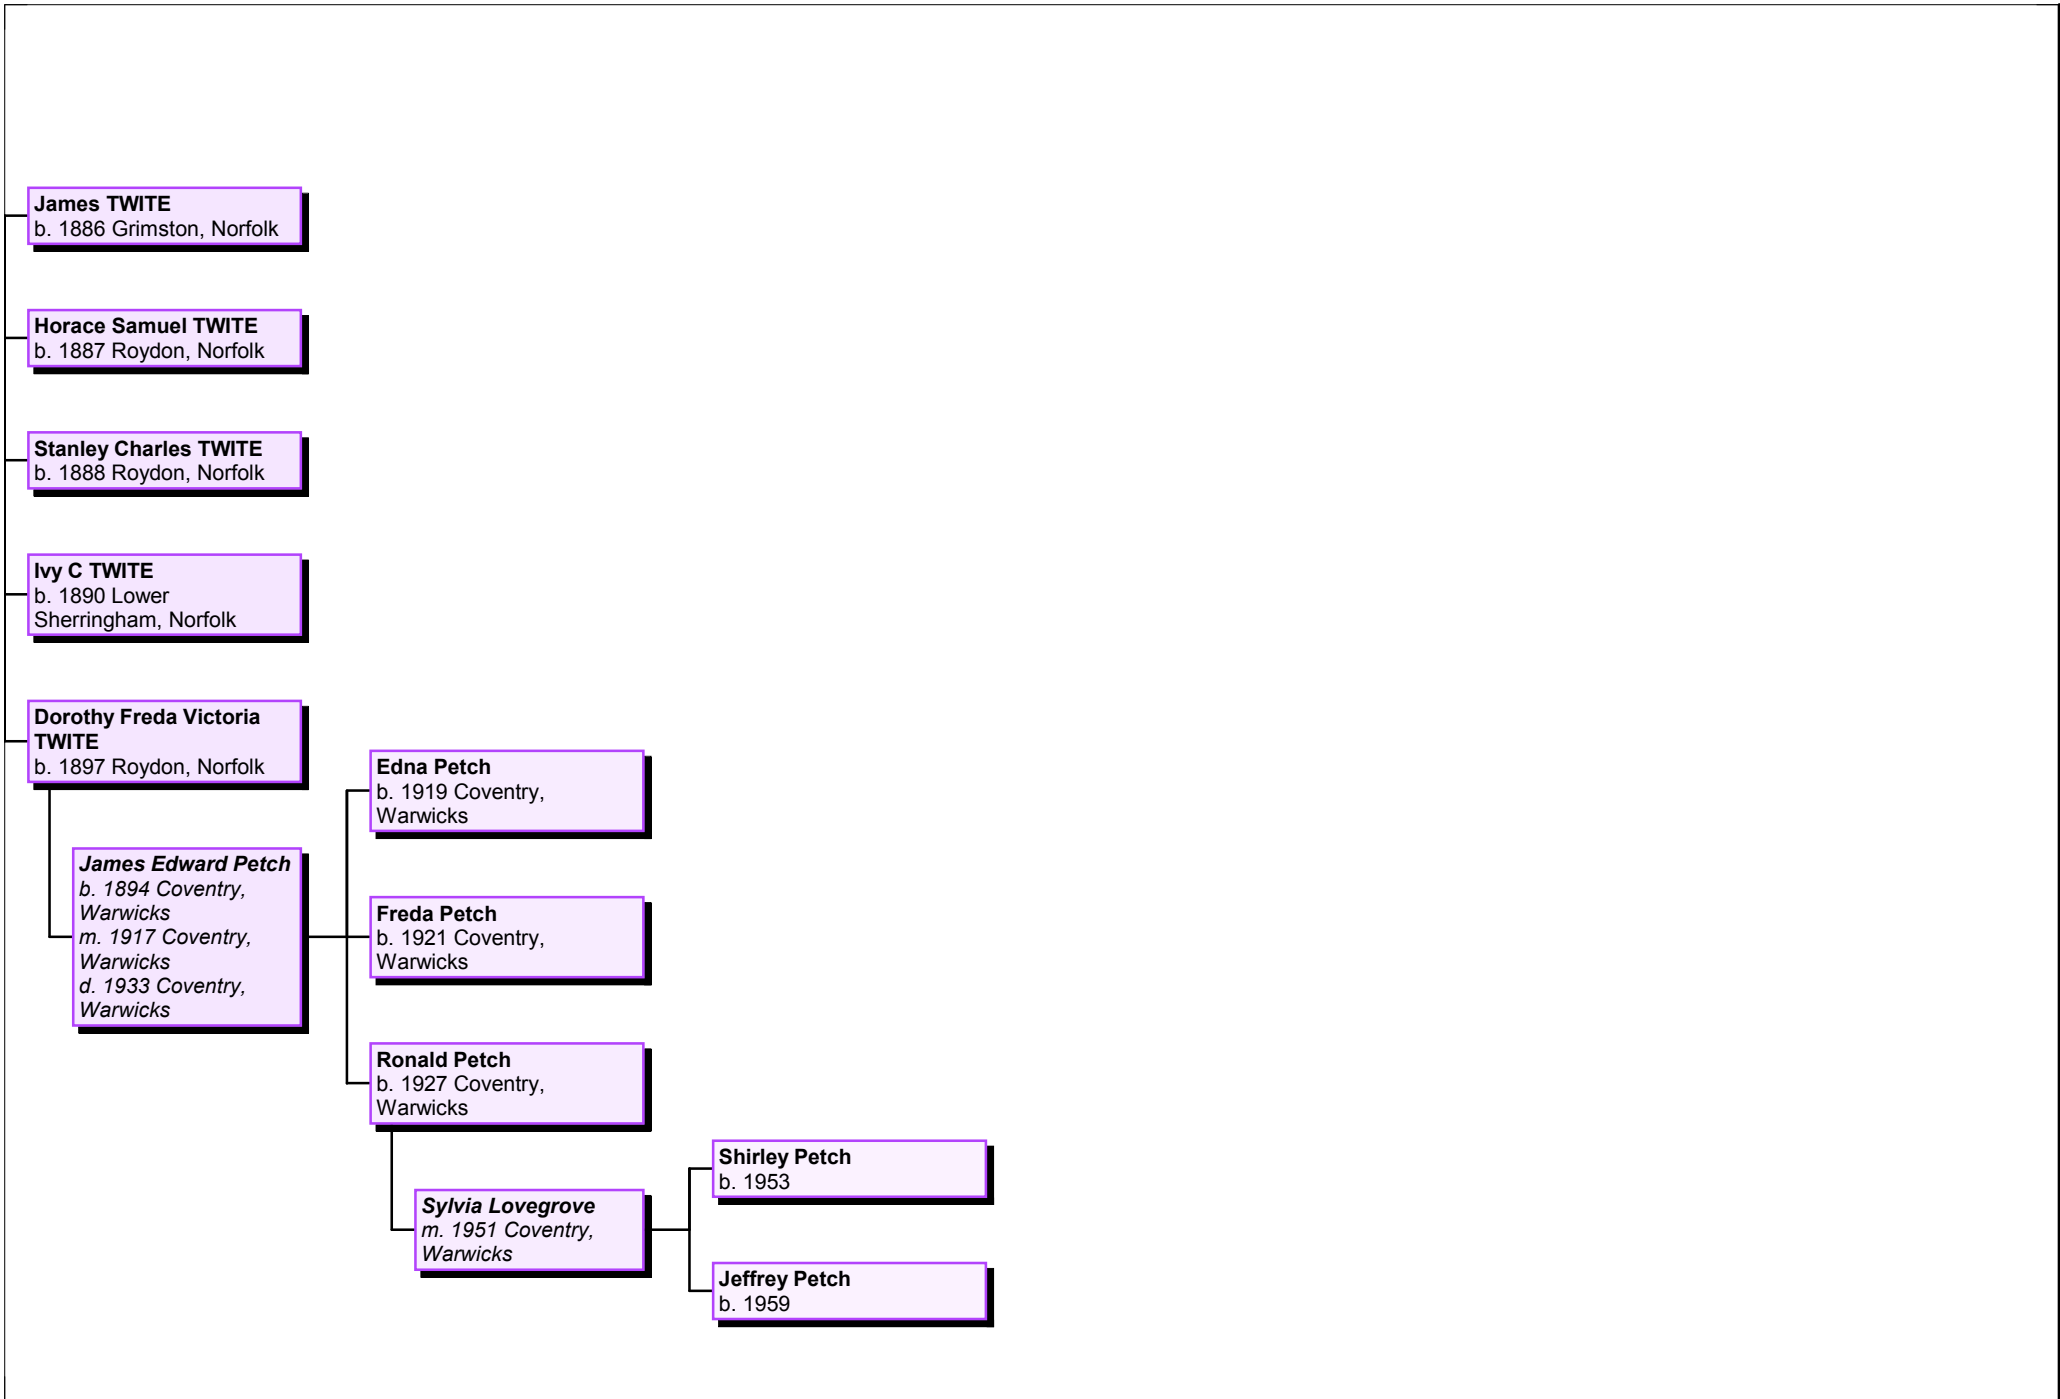 James TWITE
b. 1886 Grimston, Norfolk
Horace Samuel TWITE
b. 1887 Roydon, Norfolk
Stanley Charles TWITE
b. 1888 Roydon, Norfolk
Ivy C TWITE
b. 1890 Lower
Sherringham, Norfolk
Dorothy Freda Victoria
TWITE
b. 1897 Roydon, Norfolk
James Edward Petch
b. 1894 Coventry,
Warwicks
m. 1917 Coventry,
Warwicks
d. 1933 Coventry,
Warwicks
Edna Petch
b. 1919 Coventry,
Warwicks
Freda Petch
b. 1921 Coventry,
Warwicks
Ronald Petch
b. 1927 Coventry,
Warwicks
Sylvia Lovegrove
m. 1951 Coventry,
Warwicks
Shirley Petch
b. 1953
Jeffrey Petch
b. 1959